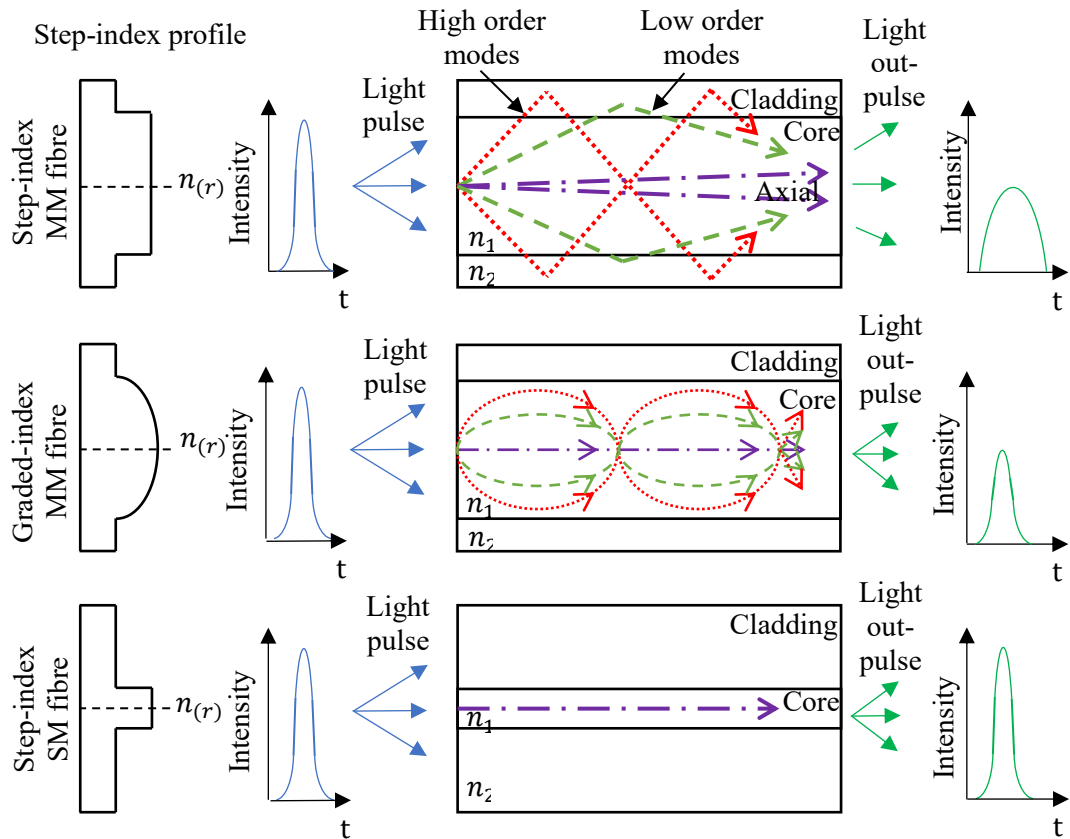 Step-index profile
High order
modes
Low order
modes
Light
out-
pulse
Step-index
MM fibre
n(r)
Intensity
t
Light
pulse
Cladding
Core
Axial
n1
n2
Intensity
t
Graded-index
MM fibre
n(r)
Intensity
t
Light
pulse
Cladding
Core
n1
n2
Light
out-
pulse
Intensity
t
Step-index
SM fibre
n(r)
Intensity
t
Light
pulse
Cladding
Core
n1
n2
Light
out-
pulse
Intensity
t